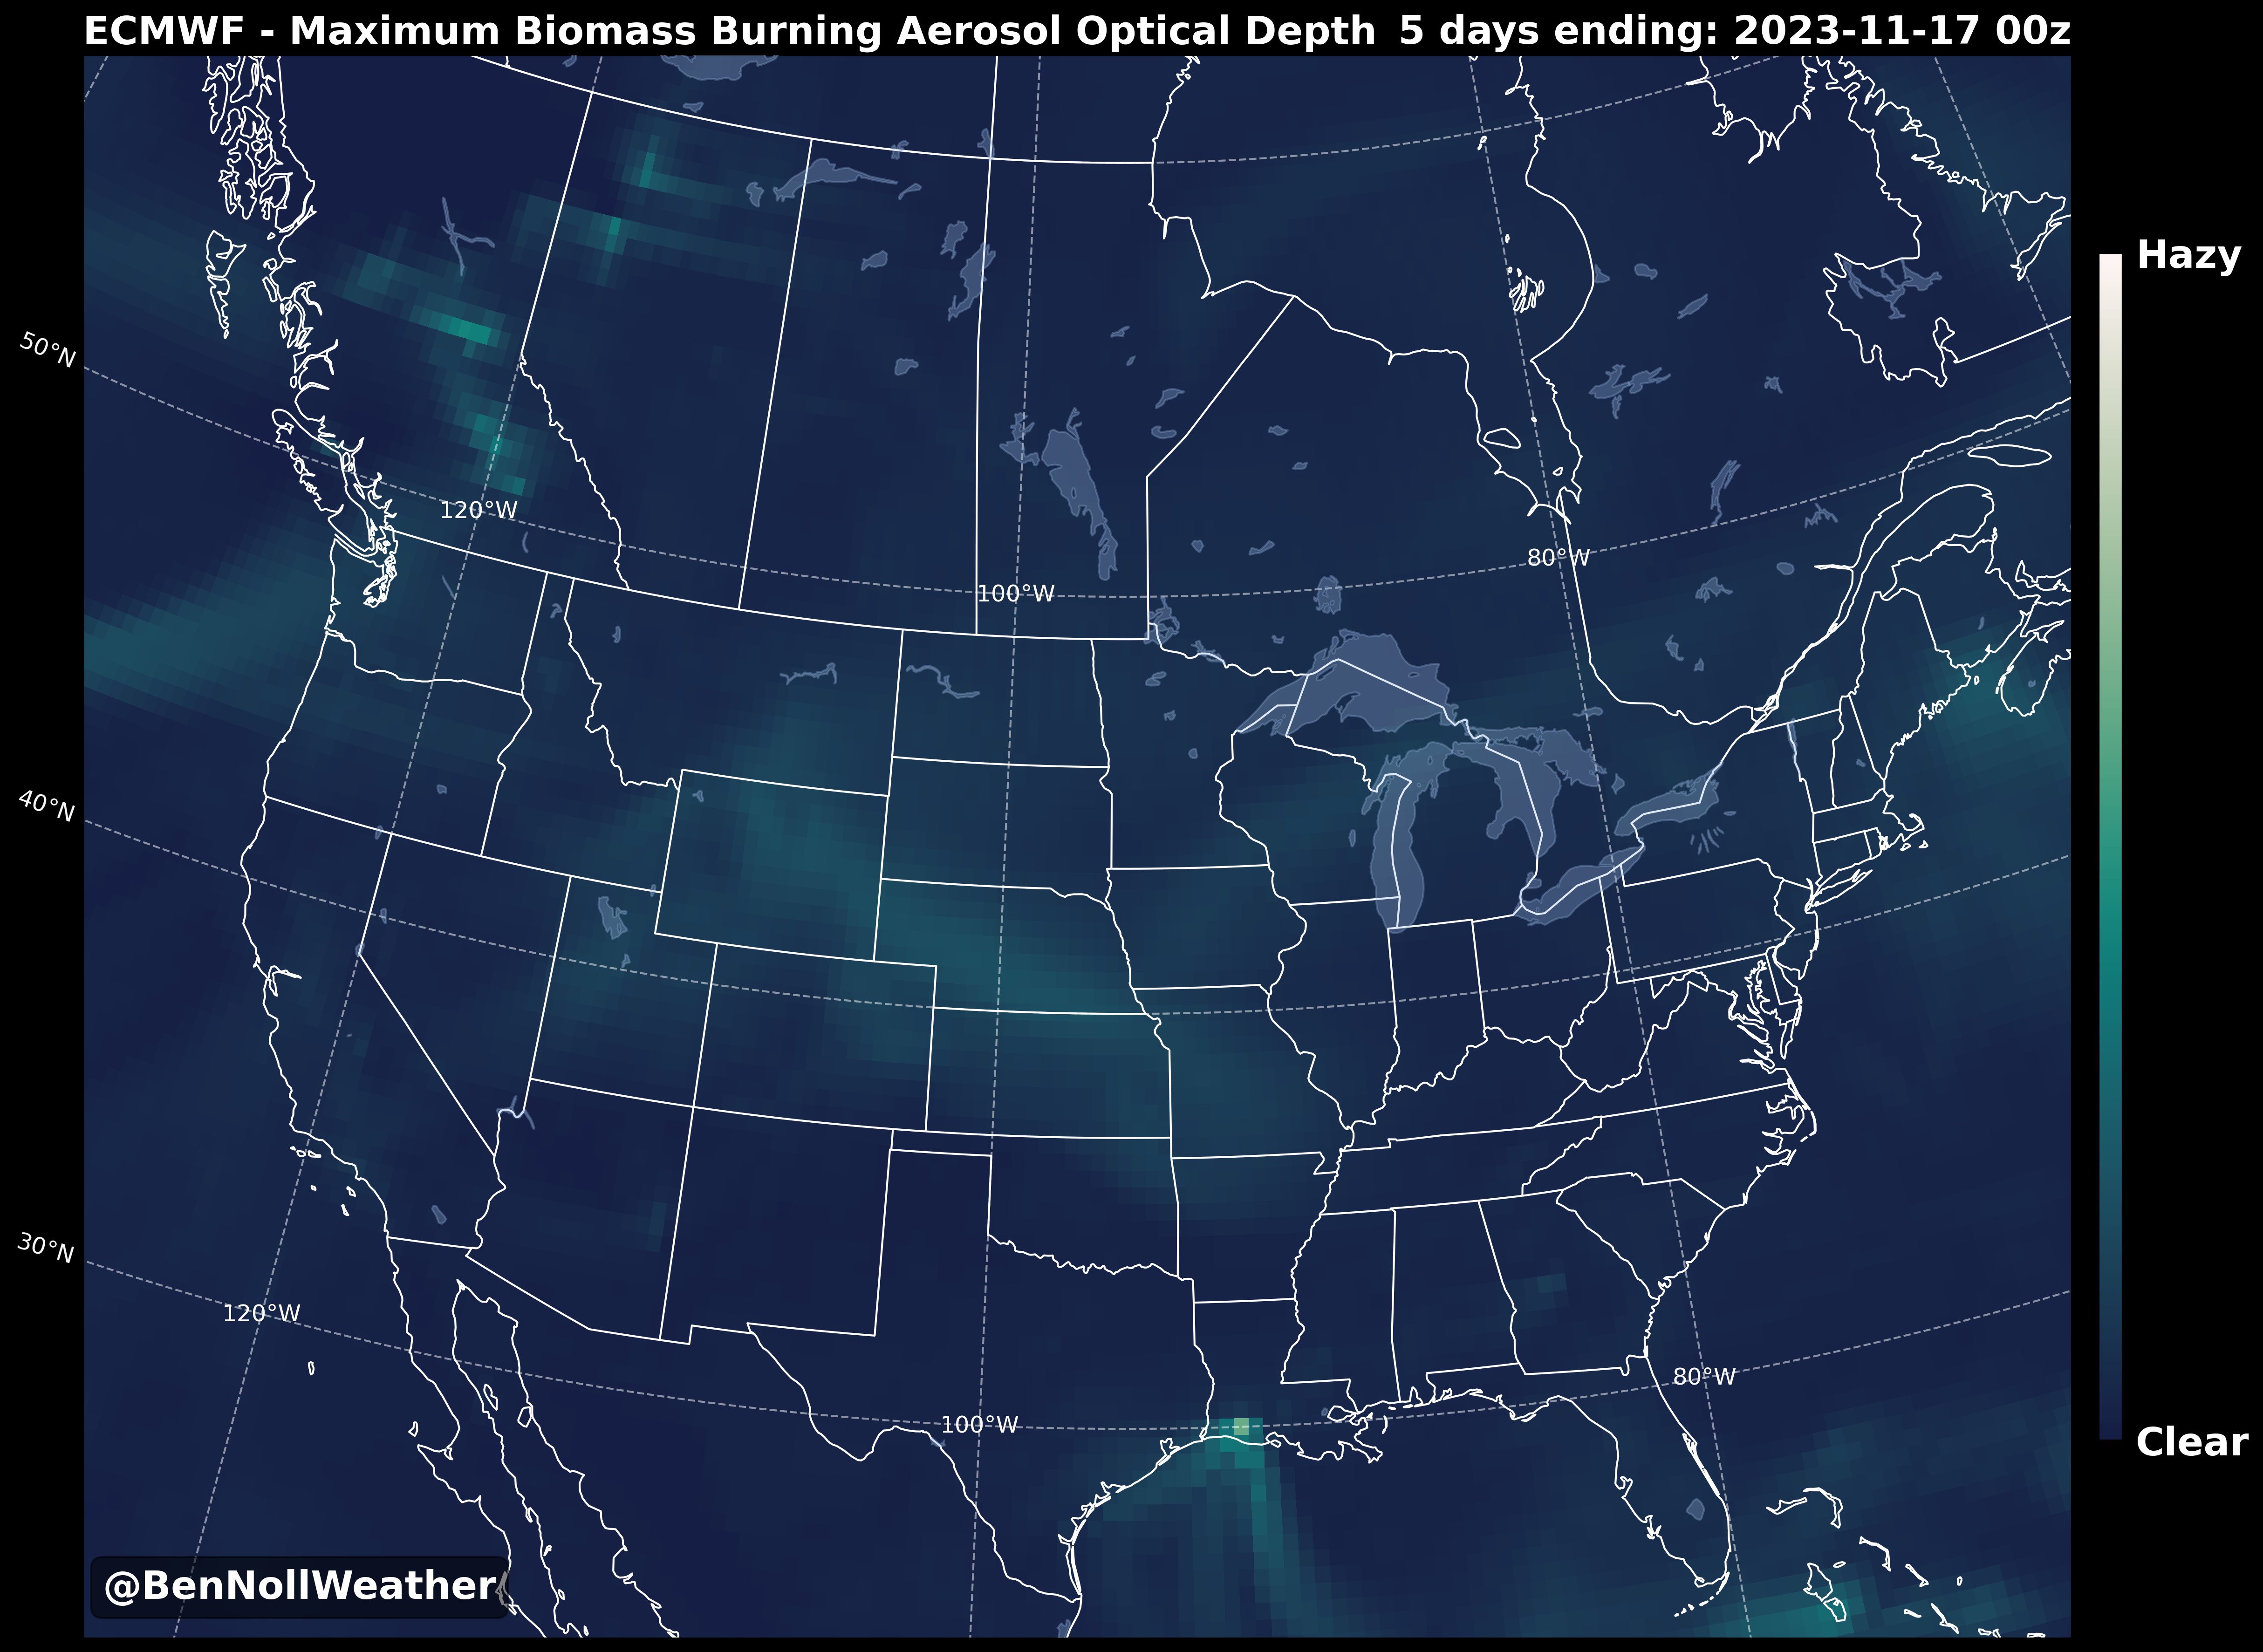 ECMWF - Maximum Biomass Burning Aerosol Optical Depth 5 days ending: 2023-11-17 00z
Hazy
50°N
120°W
80°W
100°W
40°N
30°N
120°W
80°W
100°W
Clear
@BenNollWeather